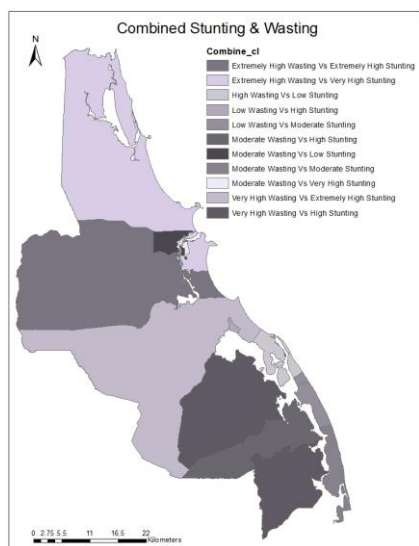 Combined Stunting & Wasting
N
Combine_cl
Extremely High Wasting Vs Extremely High Stunting
Extremely High Wasting Vs Very High Stunting
High Wasting Vs Low Stunting
Low Wasting Vs High Stunting
Low Wasting Vs Moderate Stunting
Moderate Wasting Vs High Stunting
Moderate Wasting Vs Low Stunting
Moderate Wasting Vs Moderate Stunting
Moderate Wasting Vs Very High Stunting
Very High Wasting Vs Extremely High Stunting
Very High Wasting Vs High Stunting
0 2.75 5.5 11 16.5 22
Kilometers